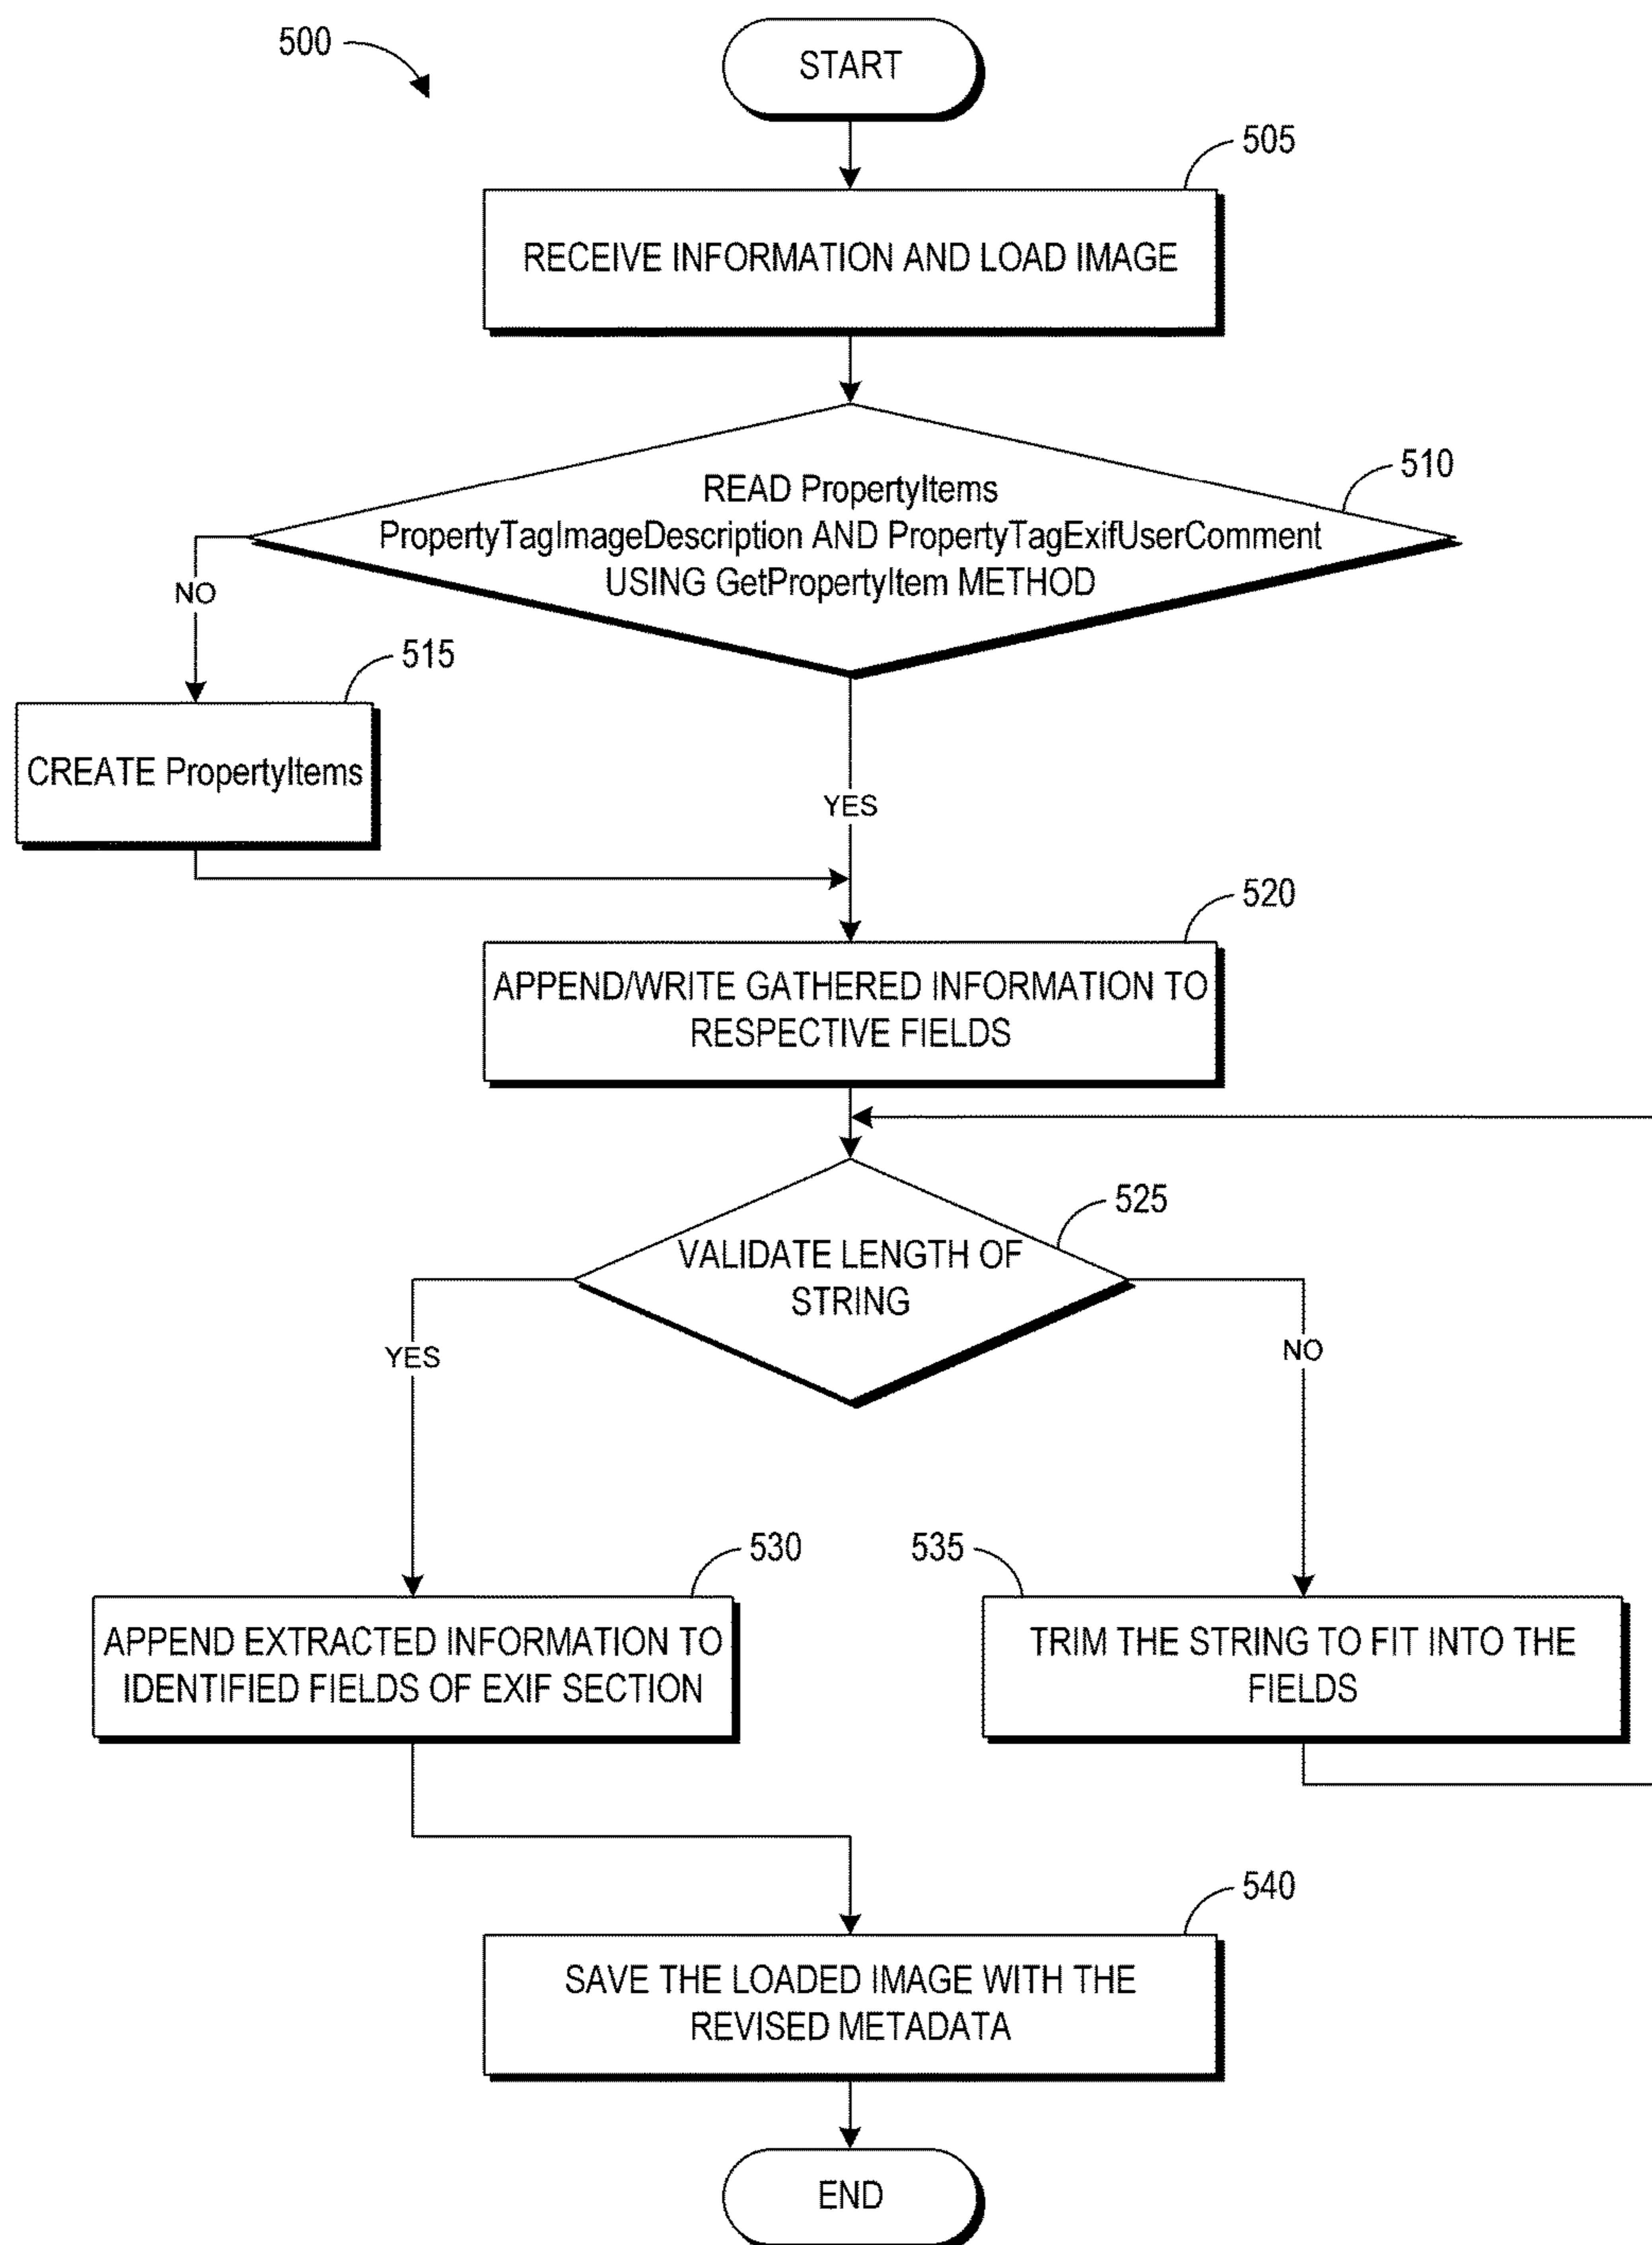 500
START
505
RECEIVE INFORMATION AND LOAD IMAGE
510
READ PropertyItems
PropertyTagImageDescription AND PropertyTagExifUserComment
USING GetPropertyItem METHOD
NO
515
CREATE PropertyItems
YES
520
APPEND/WRITE GATHERED INFORMATION TO
RESPECTIVE FIELDS
525
VALIDATE LENGTH OF
STRING
YES
NO
530
APPEND EXTRACTED INFORMATION TO
IDENTIFIED FIELDS OF EXIF SECTION
535
TRIM THE STRING TO FIT INTO THE
FIELDS
540
SAVE THE LOADED IMAGE WITH THE
REVISED METADATA
END